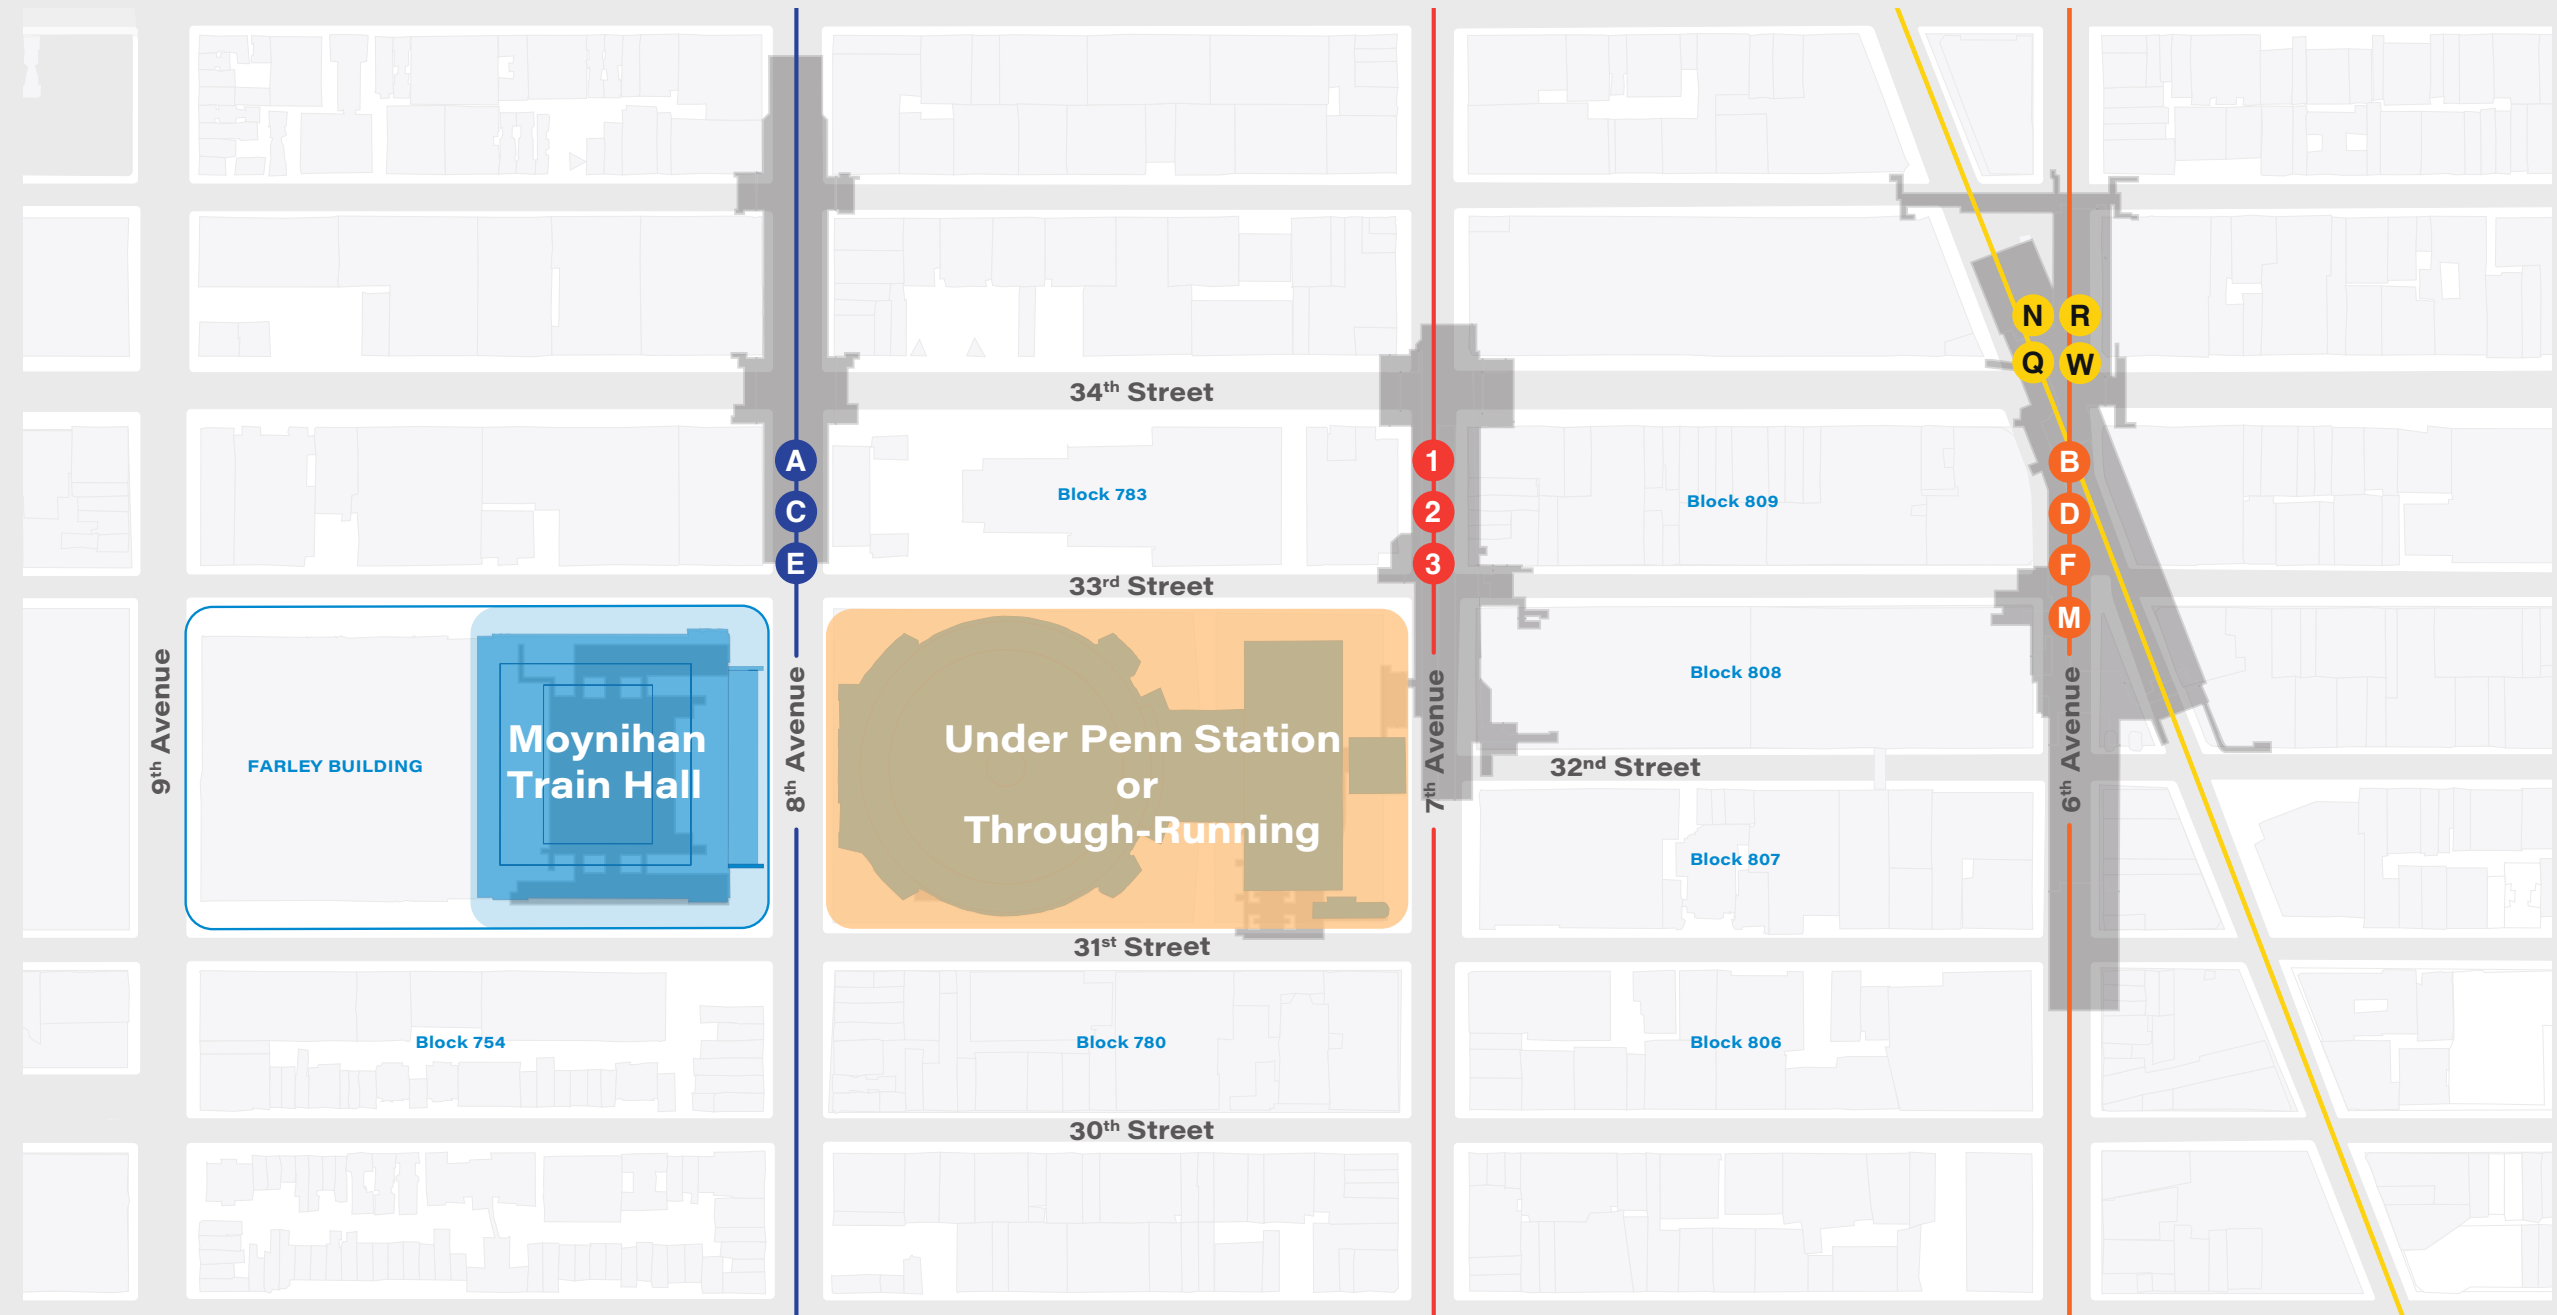 N R
Q W
34th Street
A
C
E
Block 783
1
2
3
Block 809
B
D
F
M
33rd Street
9th Avenue
FARLEY BUILDING
Moynihan
Train Hall
8th Avenue
Under Penn Station
or
Through-Running
7th Avenue
Block 808
32nd Street
6th Avenue
Block 807
31st Street
Block 754
Block 780
Block 806
30th Street